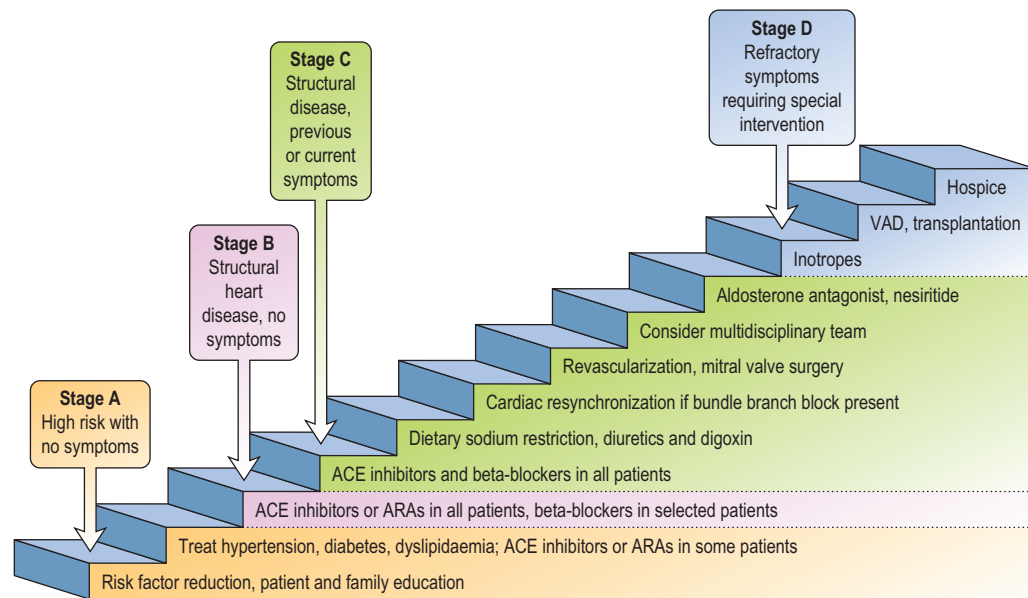 Stage D
Refractory
symptoms
requiring special
intervention
Stage C
Structural
disease,
previous
or current
symptoms
Stage B
Structural
heart
disease, no
symptoms
Stage A
High risk with
no symptoms
Hospice
VAD, transplantation
Inotropes
Aldosterone antagonist, nesiritide
Consider multidisciplinary team
Revascularization, mitral valve surgery
Cardiac resynchronization if bundle branch block present
Dietary sodium restriction, diuretics and digoxin
ACE inhibitors and beta-blockers in all patients
ACE inhibitors or ARAs in all patients, beta-blockers in selected patients
Treat hypertension, diabetes, dyslipidaemia; ACE inhibitors or ARAs in some patients
Risk factor reduction, patient and family education